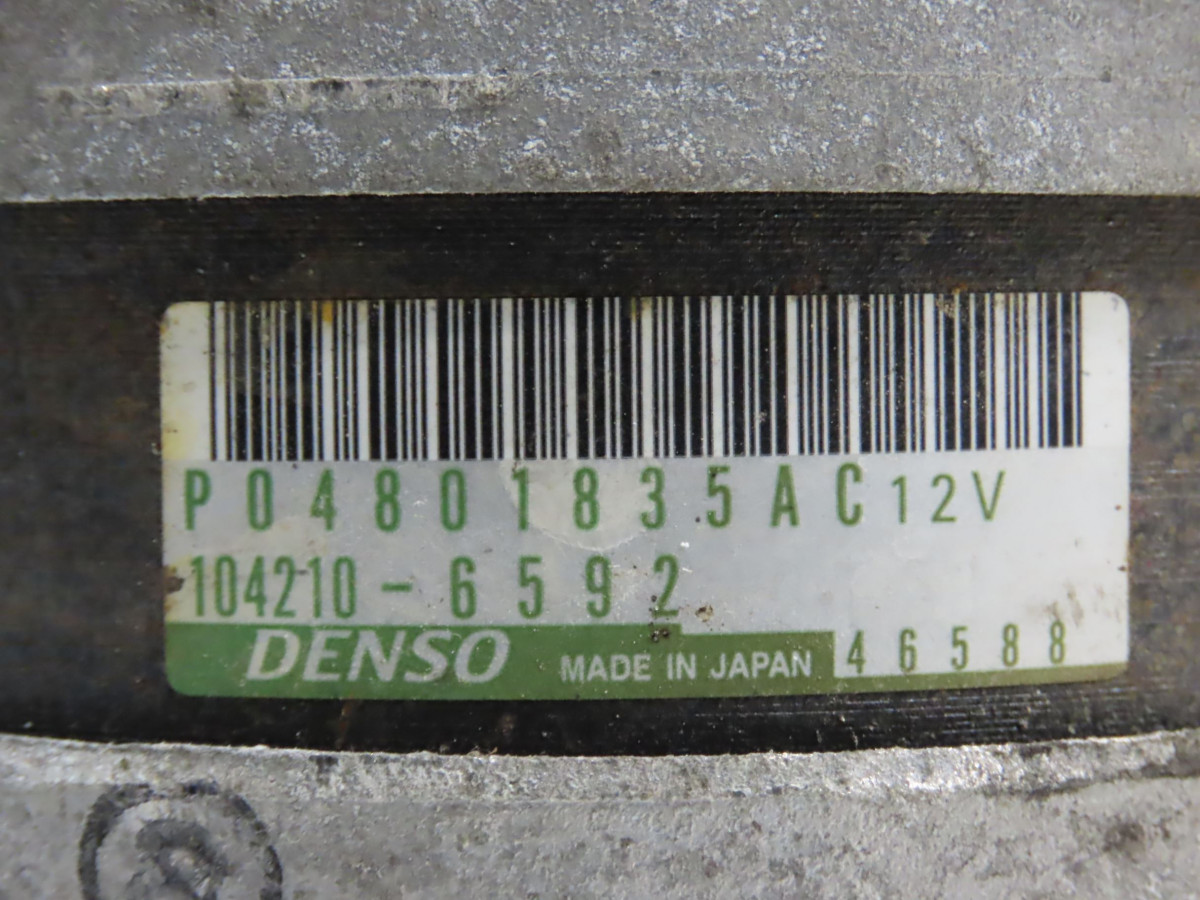 P04801835AC 12V
104210-6592
DENSO MADE IN JAPAN 46588